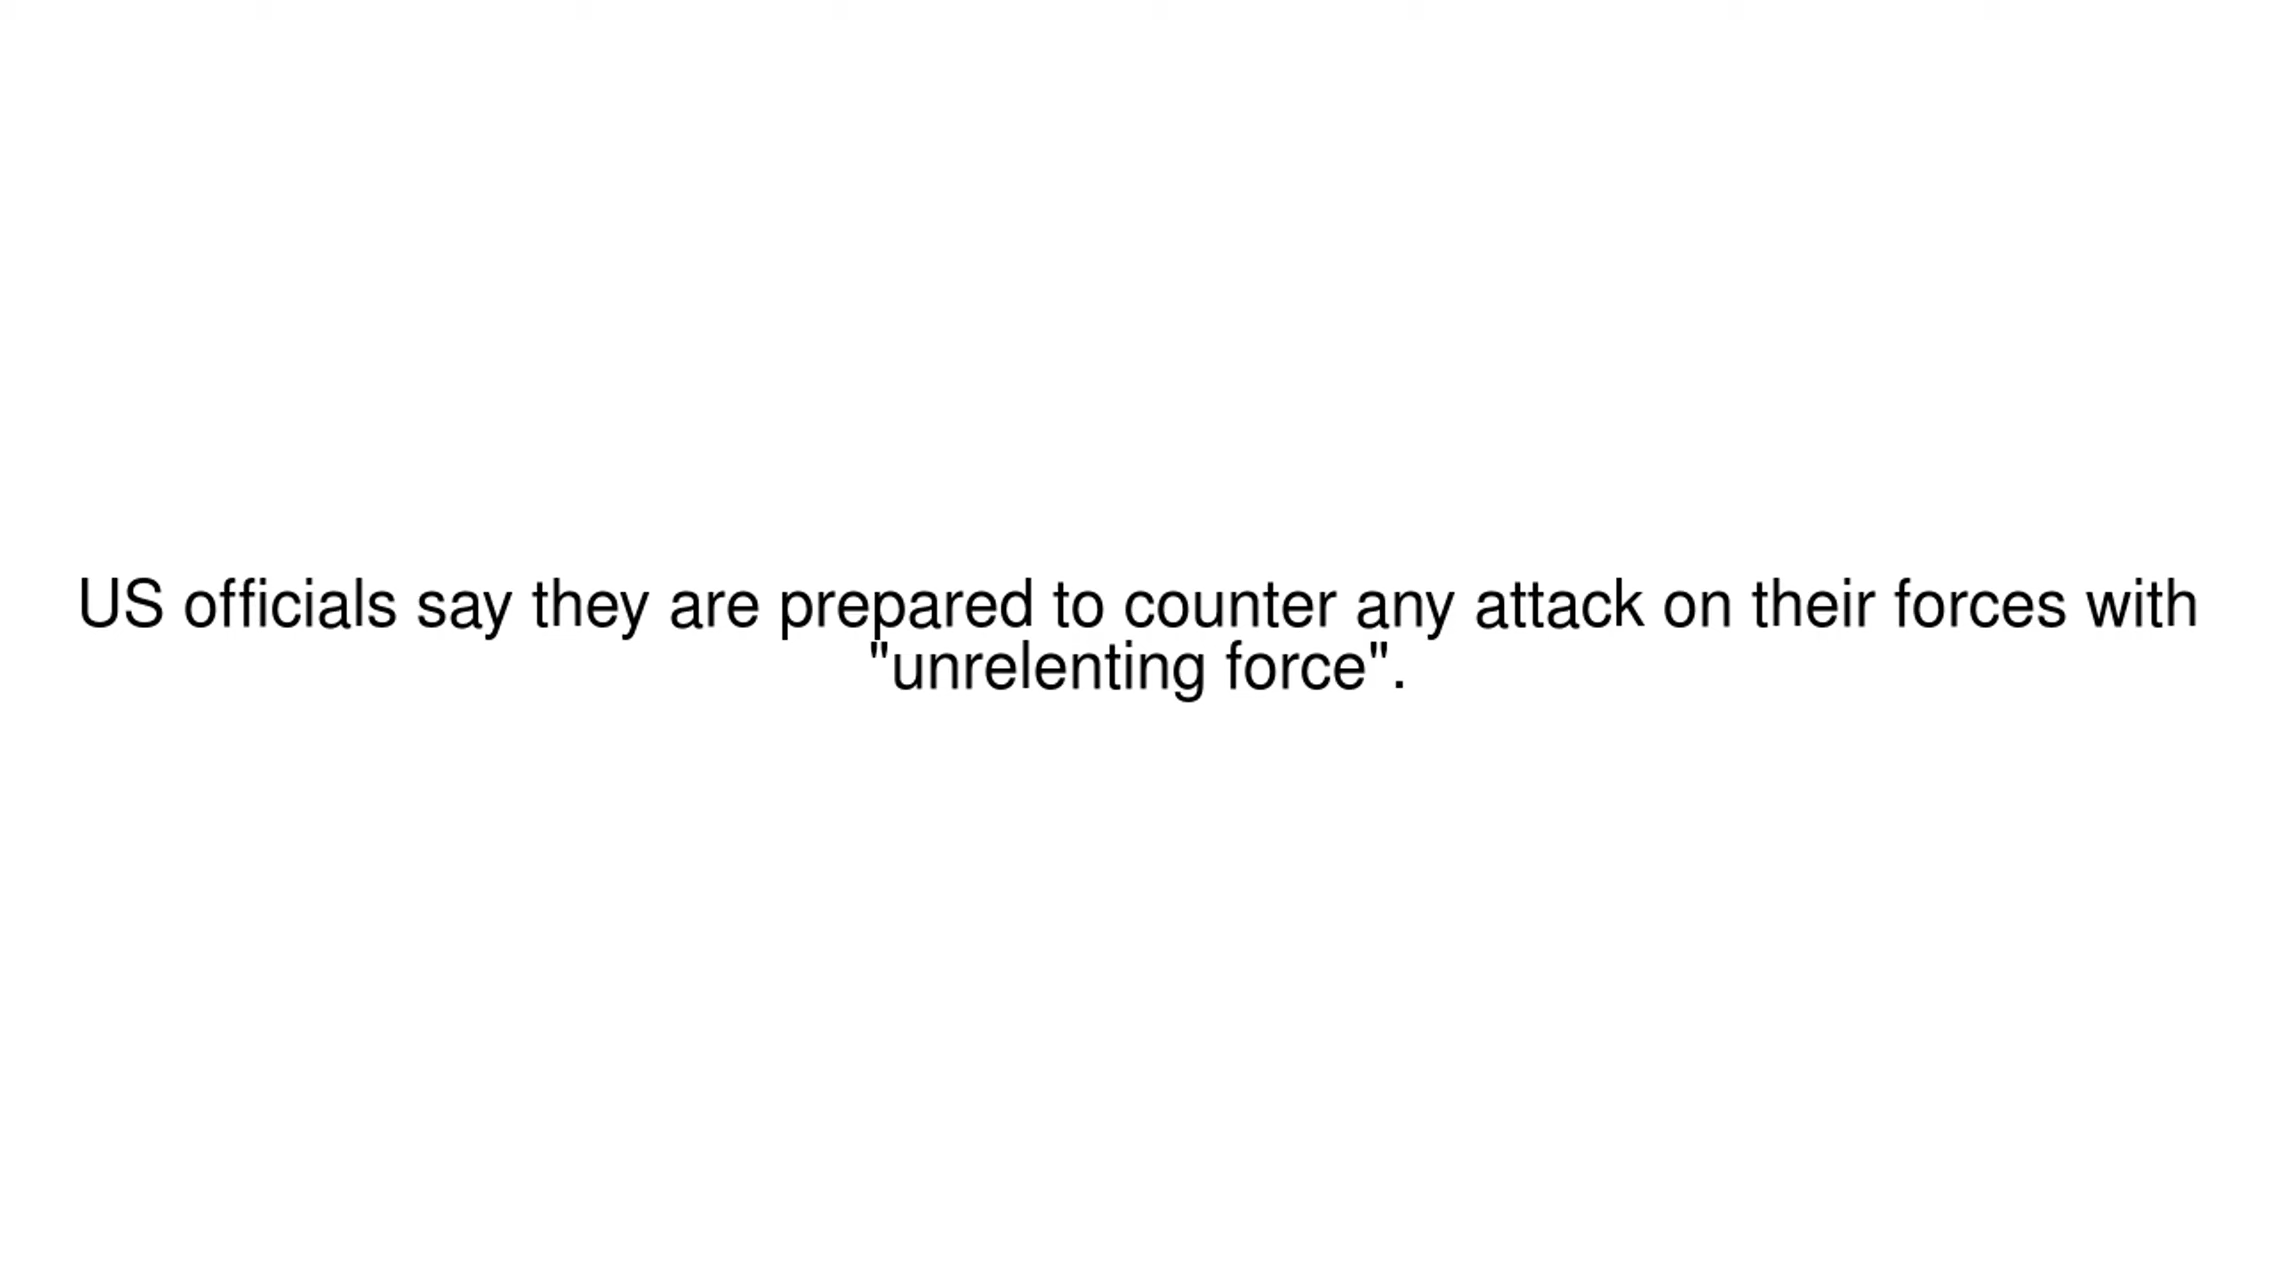 US officials say they are prepared to counter any attack on their forces with
"unrelenting force".